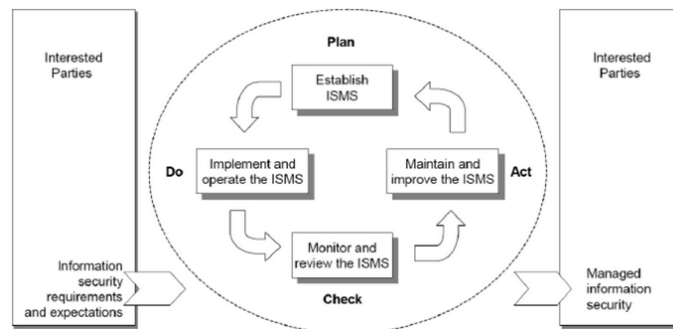 Interested
Parties
Information
security
requirements
and expectations
Plan
Establish
ISMS
Do
Implement and
operate the ISMS
Maintain and
improve the ISMS
Act
Monitor and
review the ISMS
Check
Interested
Parties
Managed
information
security